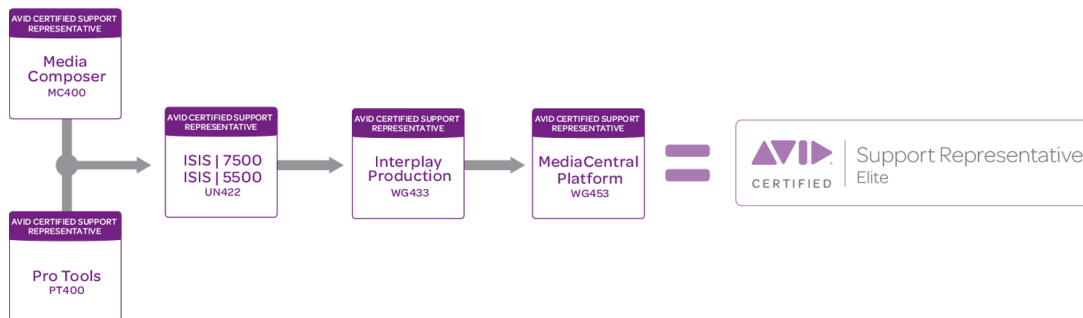 AVID CERTIFIED SUPPORT
REPRESENTATIVE
Media
Composer
MC400
AVID CERTIFIED SUPPORT
REPRESENTATIVE
Pro Tools
PT400
AVID CERTIFIED SUPPORT
REPRESENTATIVE
ISIS | 7500
ISIS | 5500
UN422
AVID CERTIFIED SUPPORT
REPRESENTATIVE
Interplay
Production
WG433
AVID CERTIFIED SUPPORT
REPRESENTATIVE
MediaCentral
Platform
WG453
AVID
CERTIFIED
Support Representative
Elite